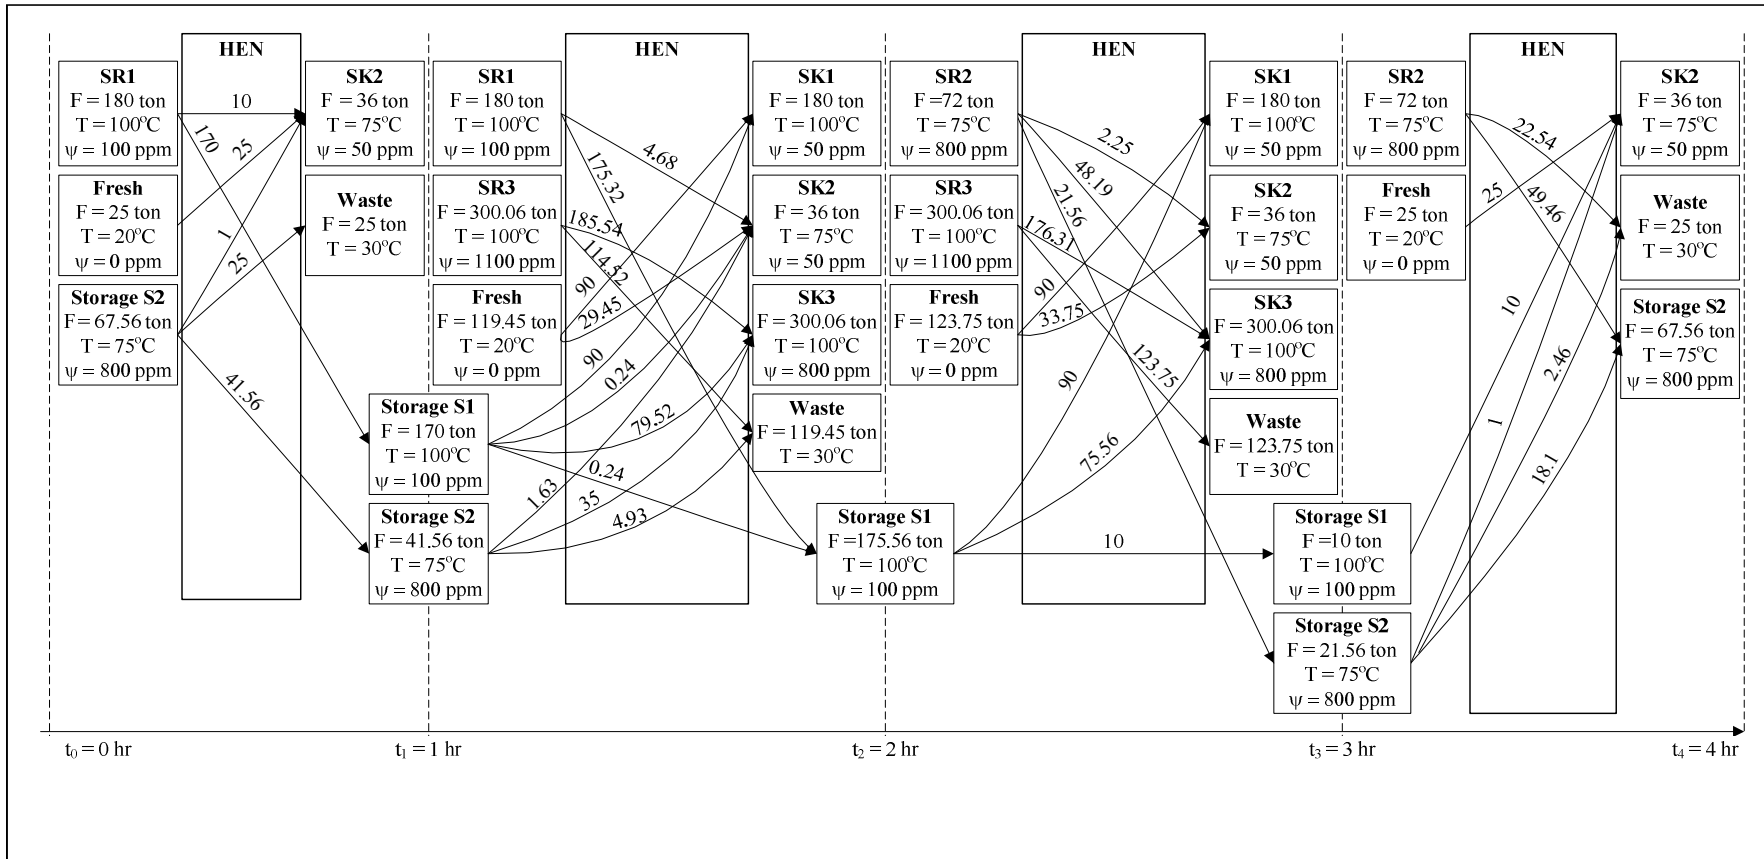 HEN
SR1
F = 180 ton
T = 100°C
ψ = 100 ppm
Fresh
F = 25 ton
T = 20°C
ψ = 0 ppm
Storage S2
F = 67.56 ton
T = 75°C
ψ = 800 ppm
10
170
25
1
25
41.56
SK2
F = 36 ton
T = 75°C
ψ = 50 ppm
Waste
F = 25 ton
T = 30°C
Storage S1
F = 170 ton
T = 100°C
ψ = 100 ppm
Storage S2
F = 41.56 ton
T = 75°C
ψ = 800 ppm
HEN
SR1
F = 180 ton
T = 100°C
ψ = 100 ppm
SR3
F = 300.06 ton
T = 100°C
ψ = 1100 ppm
Fresh
F = 119.45 ton
T = 20°C
ψ = 0 ppm
4.68
175.32
185.54
114.52
90
29.45
90
0.24
79.52
0.24
1.63
35
4.93
SK1
F = 180 ton
T = 100°C
ψ = 50 ppm
SK2
F = 36 ton
T = 75°C
ψ = 50 ppm
SK3
F = 300.06 ton
T = 100°C
ψ = 800 ppm
Waste
F = 119.45 ton
T = 30°C
Storage S1
F =175.56 ton
T = 100°C
ψ = 100 ppm
HEN
SR2
F =72 ton
T = 75°C
ψ = 800 ppm
SR3
F = 300.06 ton
T = 100°C
ψ = 1100 ppm
Fresh
F = 123.75 ton
T = 20°C
ψ = 0 ppm
2.25
48.19
21.56
176.31
90
33.75
123.75
90
75.56
10
SK1
F = 180 ton
T = 100°C
ψ = 50 ppm
SK2
F = 36 ton
T = 75°C
ψ = 50 ppm
SK3
F = 300.06 ton
T = 100°C
ψ = 800 ppm
Waste
F = 123.75 ton
T = 30°C
Storage S1
F =10 ton
T = 100°C
ψ = 100 ppm
Storage S2
F = 21.56 ton
T = 75°C
ψ = 800 ppm
HEN
SR2
F = 72 ton
T = 75°C
ψ = 800 ppm
Fresh
F = 25 ton
T = 20°C
ψ = 0 ppm
22.54
25
49.46
10
1
2.46
18.1
SK2
F = 36 ton
T = 75°C
ψ = 50 ppm
Waste
F = 25 ton
T = 30°C
Storage S2
F = 67.56 ton
T = 75°C
ψ = 800 ppm
t₀ = 0 hr
t₁ = 1 hr
t₂ = 2 hr
t₃ = 3 hr
t₄ = 4 hr